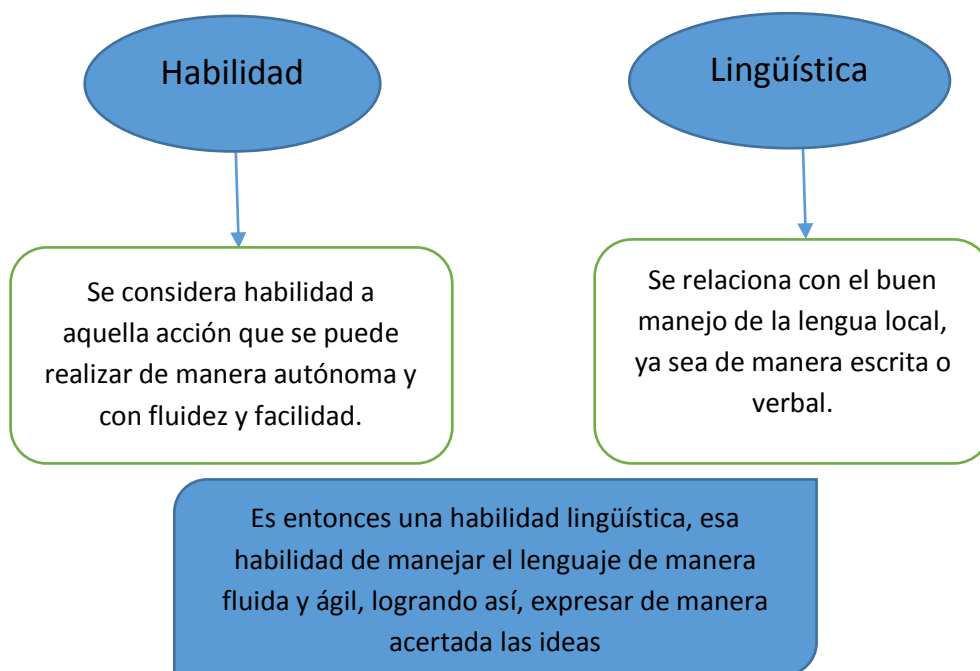 Habilidad
Lingüística
Se considera habilidad a
aquella acción que se puede
realizar de manera autónoma y
con fluidez y facilidad.
Se relaciona con el buen
manejo de la lengua local,
ya sea de manera escrita o
verbal.
Es entonces una habilidad lingüística, esa
habilidad de manejar el lenguaje de manera
fluida y ágil, logrando así, expresar de manera
acertada las ideas